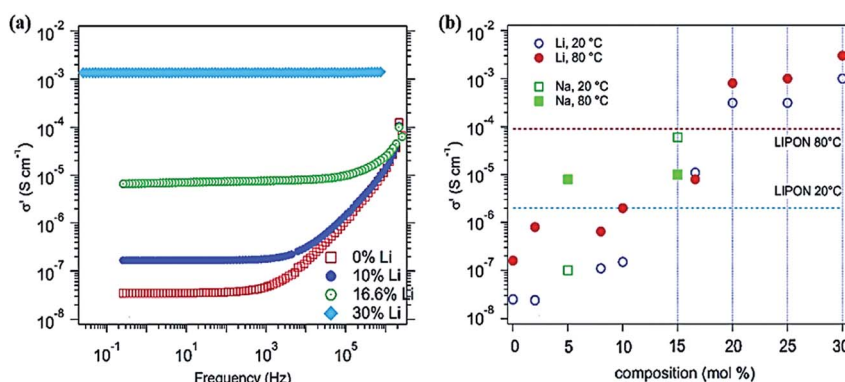 (a)
10⁻²
10⁻³
10⁻⁴
10⁻⁵
10⁻⁶
10⁻⁷
10⁻⁸
σ' (S cm⁻¹)
0% Li
10% Li
16.6% Li
30% Li
10⁻¹ 10¹ 10³ 10⁵
Frequency (Hz)
(b)
10⁻²
10⁻³
10⁻⁴
10⁻⁵
10⁻⁶
10⁻⁷
10⁻⁸
σ' (S cm⁻¹)
Li, 20 °C
Li, 80 °C
Na, 20 °C
Na, 80 °C
LIPON 80°C
LIPON 20°C
0 5 10 15 20 25 30
composition (mol %)